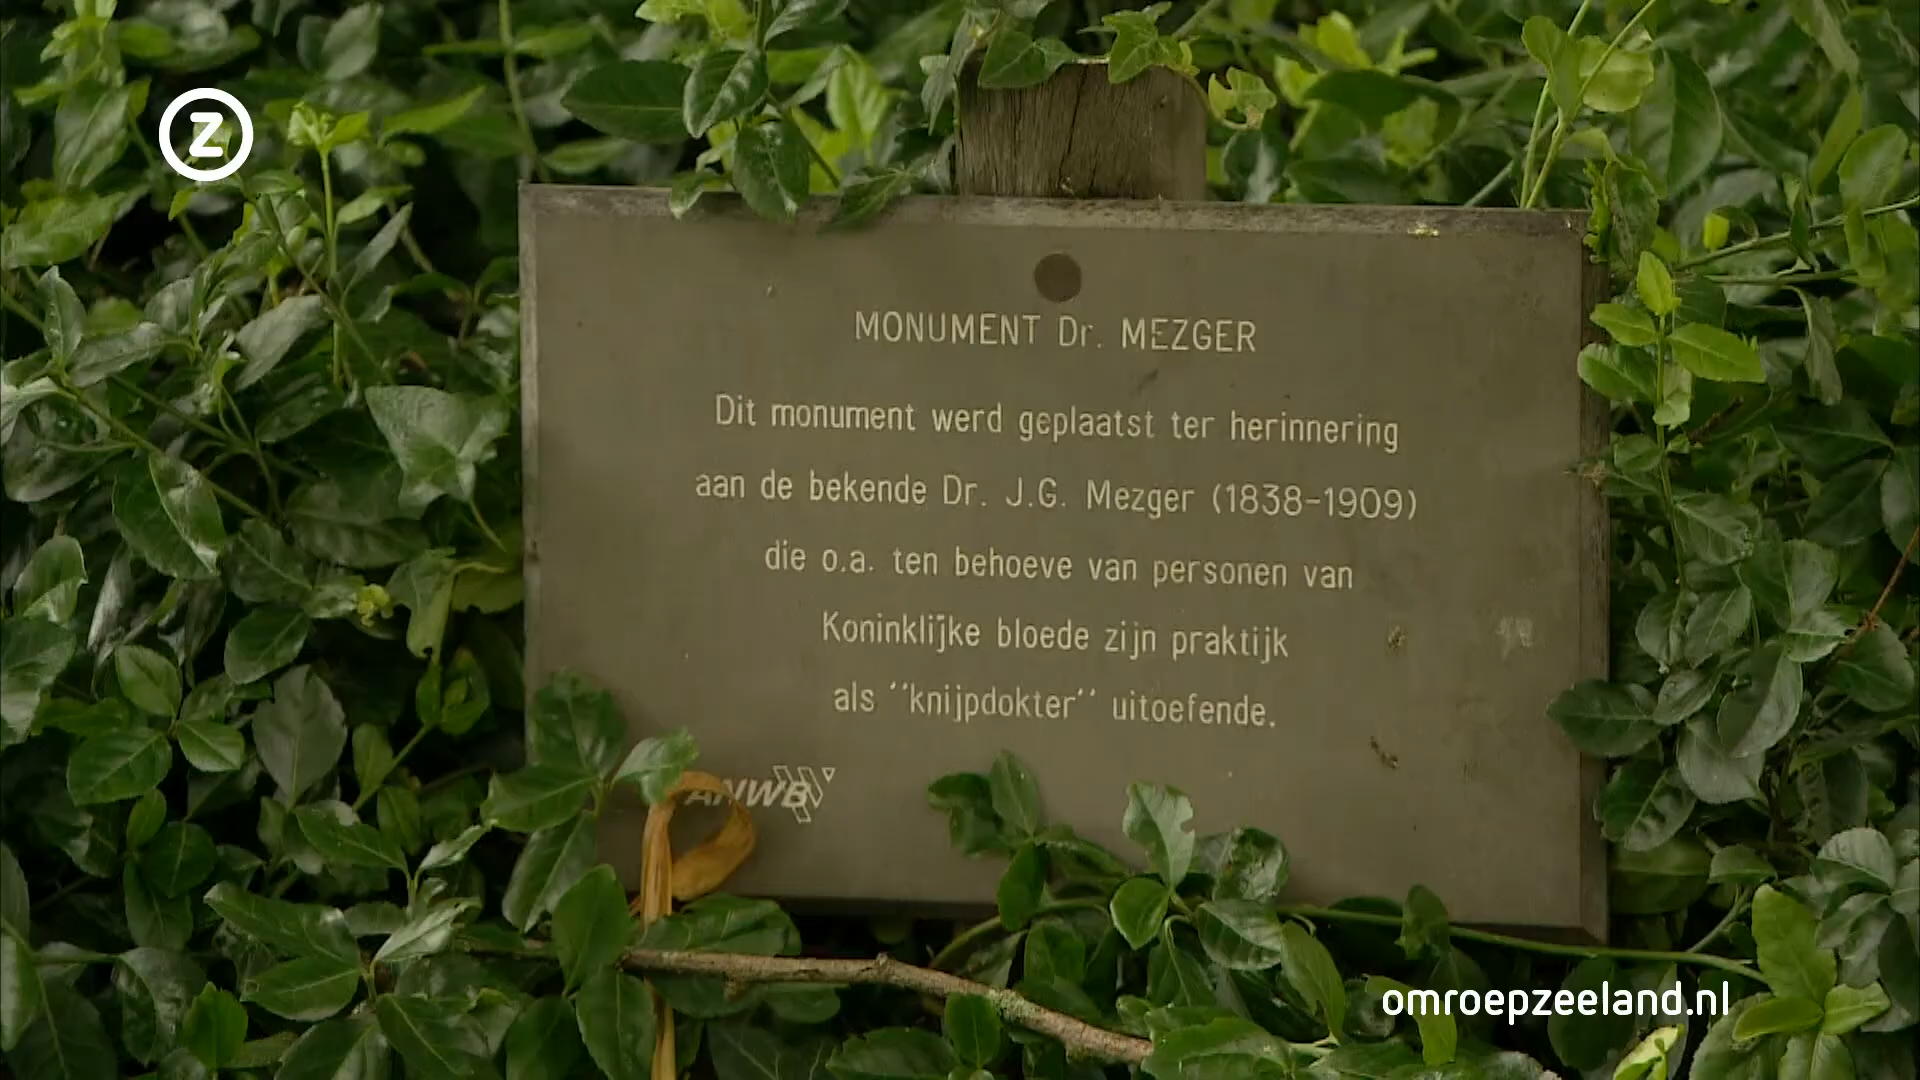 Z
MONUMENT Dr. MEZGER
Dit monument werd geplaatst ter herinnering
aan de bekende Dr. J.G. Mezger (1838-1909)
die o.a. ten behoeve van personen van
Koninklijke bloede zijn praktijk
als "knijpdokter" uitoefende.
ANWB
omroepzeeland.nl